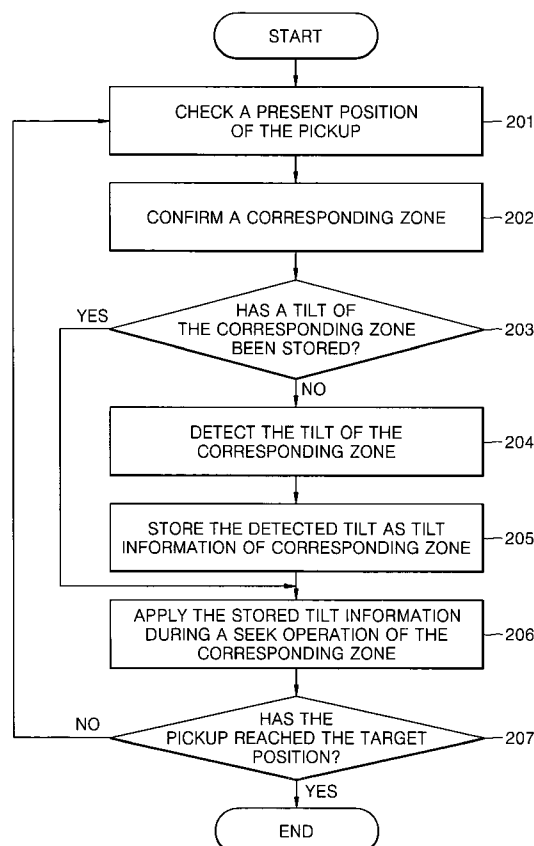 START
CHECK A PRESENT POSITION
OF THE PICKUP
201
CONFIRM A CORRESPONDING ZONE
202
HAS A TILT OF
THE CORRESPONDING ZONE
BEEN STORED?
203
YES
NO
DETECT THE TILT OF THE
CORRESPONDING ZONE
204
STORE THE DETECTED TILT AS TILT
INFORMATION OF CORRESPONDING ZONE
205
APPLY THE STORED TILT INFORMATION
DURING A SEEK OPERATION OF THE
CORRESPONDING ZONE
206
HAS THE
PICKUP REACHED THE TARGET
POSITION?
207
NO
YES
END